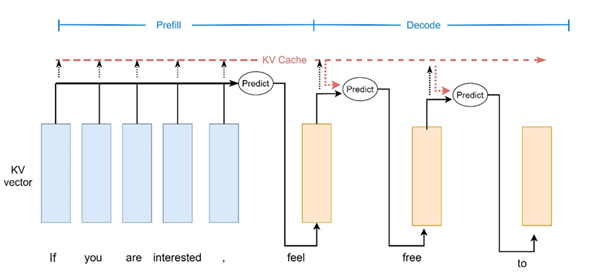 Prefill
Decode
KV Cache
Predict
Predict
Predict
KV
vector
If you are interested , feel free to